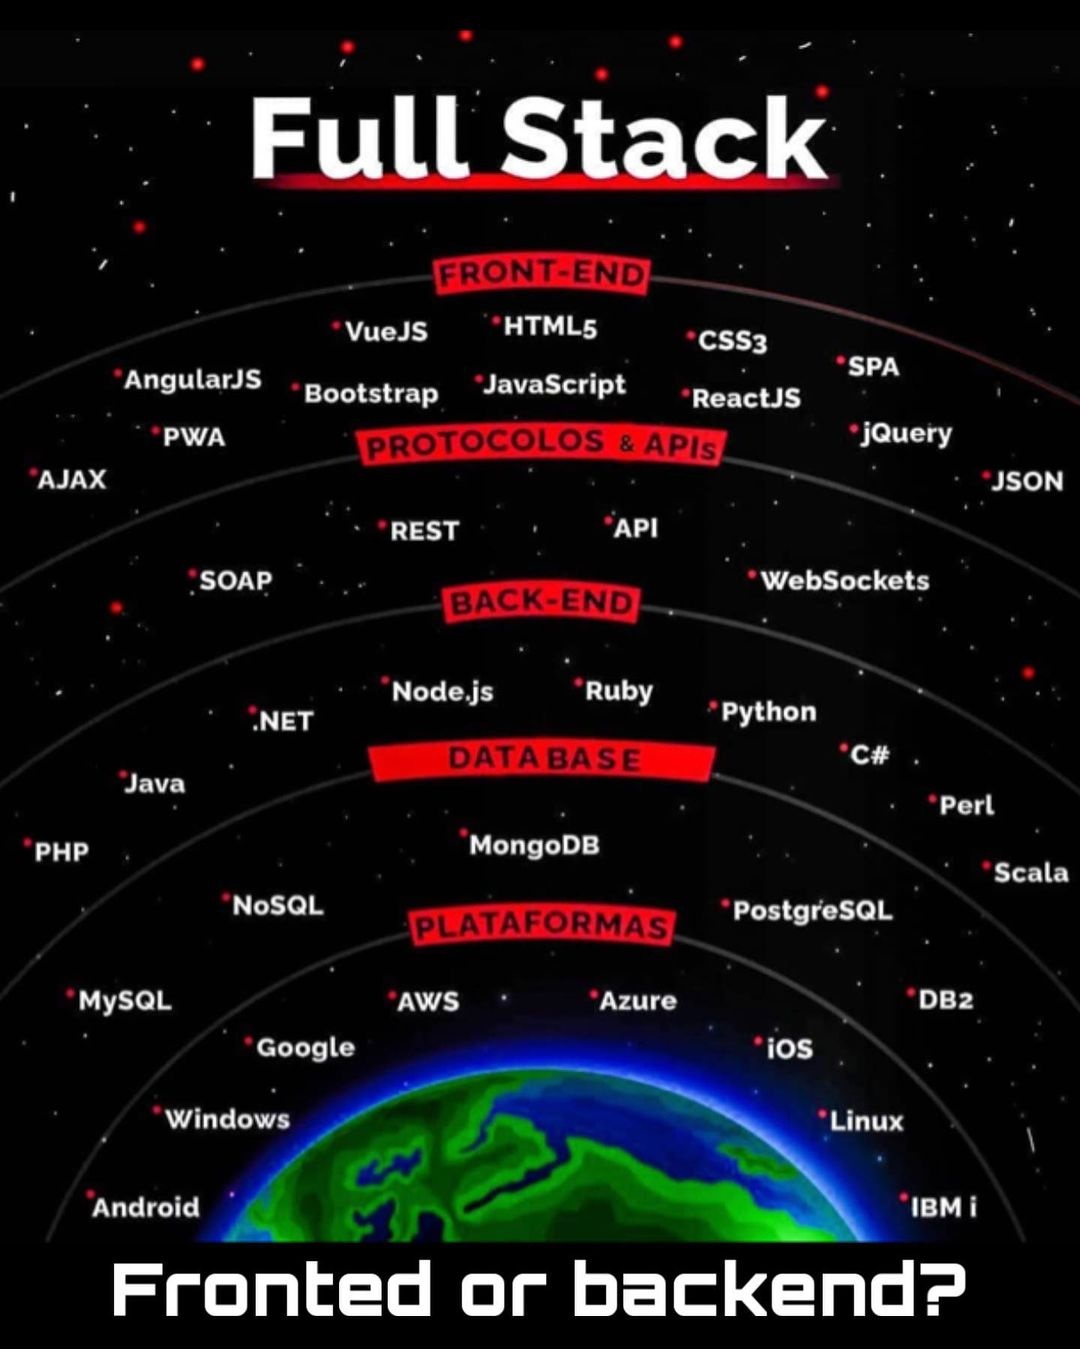 Full Stack
FRONT-END
VueJS
HTML5
CSS3
SPA
AngularJS
Bootstrap
JavaScript
ReactJS
PWA
jQuery
AJAX
JSON
PROTOCOLOS & APIs
REST
API
SOAP
WebSockets
BACK-END
Node.js
Ruby
.NET
Python
C#
Java
Perl
PHP
Scala
DATABASE
MongoDB
NoSQL
PostgreSQL
MySQL
DB2
PLATAFORMAS
AWS
Azure
Google
iOS
Windows
Linux
Android
IBM i
Fronted or backend?